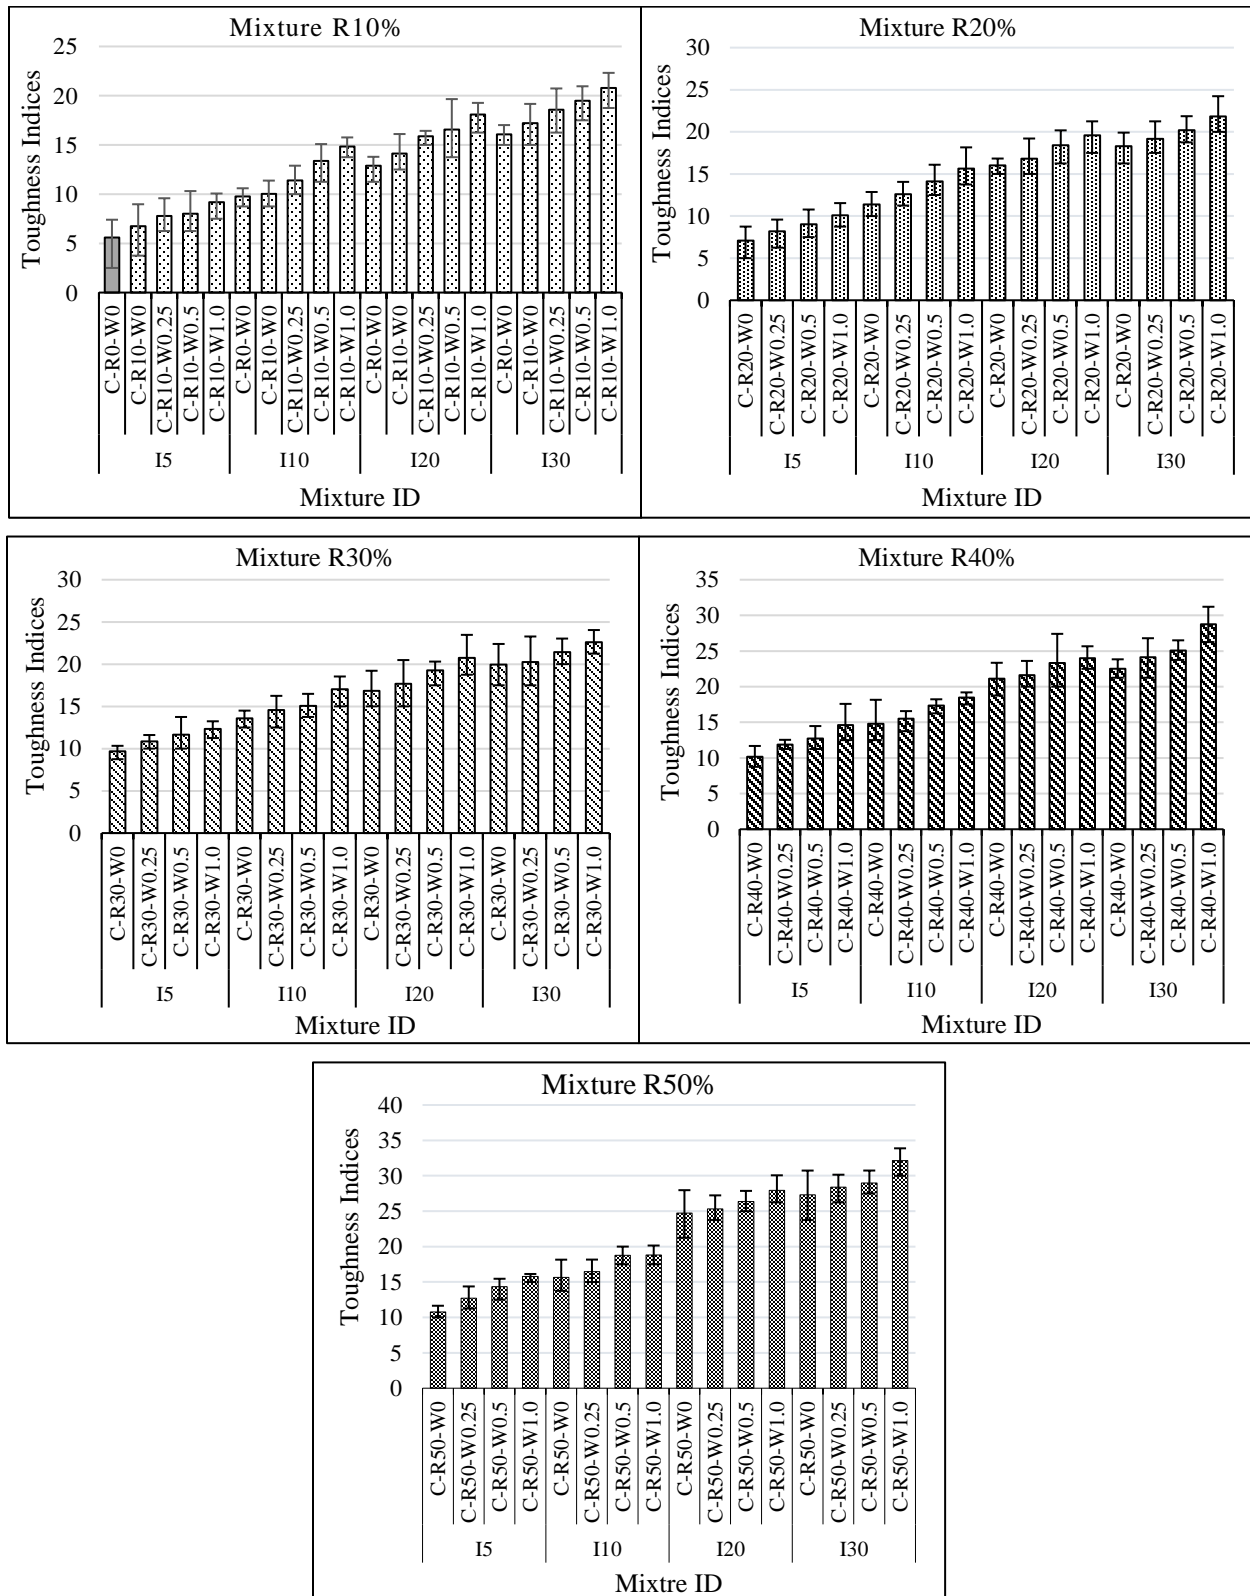 Mixture R10%
Toughness Indices
25
20
15
10
5
0
C-R0-W0
C-R10-W0
C-R10-W0.25
C-R10-W0.5
C-R10-W1.0
C-R0-W0
C-R10-W0
C-R10-W0.25
C-R10-W0.5
C-R10-W1.0
C-R0-W0
C-R10-W0
C-R10-W0.25
C-R10-W0.5
C-R10-W1.0
C-R0-W0
C-R10-W0
C-R10-W0.25
C-R10-W0.5
C-R10-W1.0
I5 I10 I20 I30
Mixture ID
Mixture R20%
Toughness Indices
30
25
20
15
10
5
0
C-R20-W0
C-R20-W0.25
C-R20-W0.5
C-R20-W1.0
C-R20-W0
C-R20-W0.25
C-R20-W0.5
C-R20-W1.0
C-R20-W0
C-R20-W0.25
C-R20-W0.5
C-R20-W1.0
C-R20-W0
C-R20-W0.25
C-R20-W0.5
C-R20-W1.0
I5 I10 I20 I30
Mixture ID
Mixture R30%
Toughness Indices
30
25
20
15
10
5
0
C-R30-W0
C-R30-W0.25
C-R30-W0.5
C-R30-W1.0
C-R30-W0
C-R30-W0.25
C-R30-W0.5
C-R30-W1.0
C-R30-W0
C-R30-W0.25
C-R30-W0.5
C-R30-W1.0
C-R30-W0
C-R30-W0.25
C-R30-W0.5
C-R30-W1.0
I5 I10 I20 I30
Mixture ID
Mixture R40%
Toughness Indices
35
30
25
20
15
10
5
0
C-R40-W0
C-R40-W0.25
C-R40-W0.5
C-R40-W1.0
C-R40-W0
C-R40-W0.25
C-R40-W0.5
C-R40-W1.0
C-R40-W0
C-R40-W0.25
C-R40-W0.5
C-R40-W1.0
C-R40-W0
C-R40-W0.25
C-R40-W0.5
C-R40-W1.0
I5 I10 I20 I30
Mixture ID
Mixture R50%
Toughness Indices
40
35
30
25
20
15
10
5
0
C-R50-W0
C-R50-W0.25
C-R50-W0.5
C-R50-W1.0
C-R50-W0
C-R50-W0.25
C-R50-W0.5
C-R50-W1.0
C-R50-W0
C-R50-W0.25
C-R50-W0.5
C-R50-W1.0
C-R50-W0
C-R50-W0.25
C-R50-W0.5
C-R50-W1.0
I5 I10 I20 I30
Mixtre ID